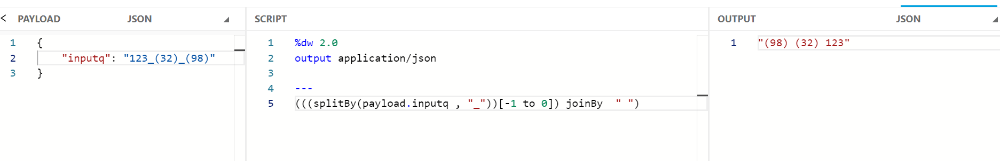 < PAYLOAD JSON
1 {
2 "inputq": "123_(32)_(98)"
3 }
SCRIPT
1 %dw 2.0
2 output application/json
3
4 ---
5 (((splitBy(payload.inputq , "_"))[-1 to 0]) joinBy  " ")
OUTPUT JSON
1 "(98) (32) 123"